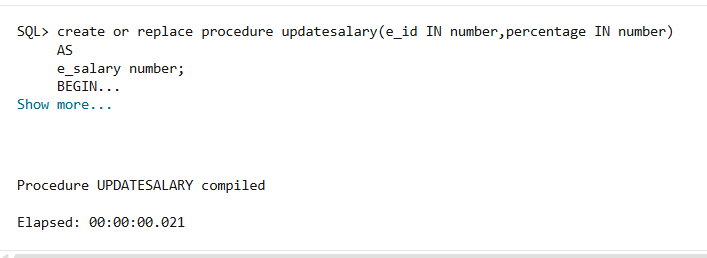 SQL> create or replace procedure updatesalary(e_id IN number,percentage IN number)
AS
e_salary number;
BEGIN...
Show more...
Procedure UPDATESALARY compiled
Elapsed: 00:00:00.021